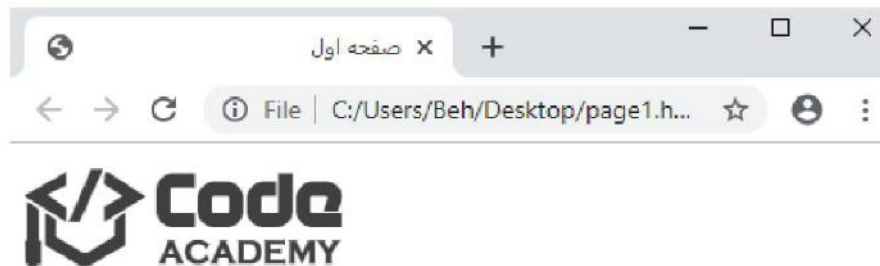 صفحه اول
File C:/Users/Beh/Desktop/page1.h...
</> Code
ACADEMY